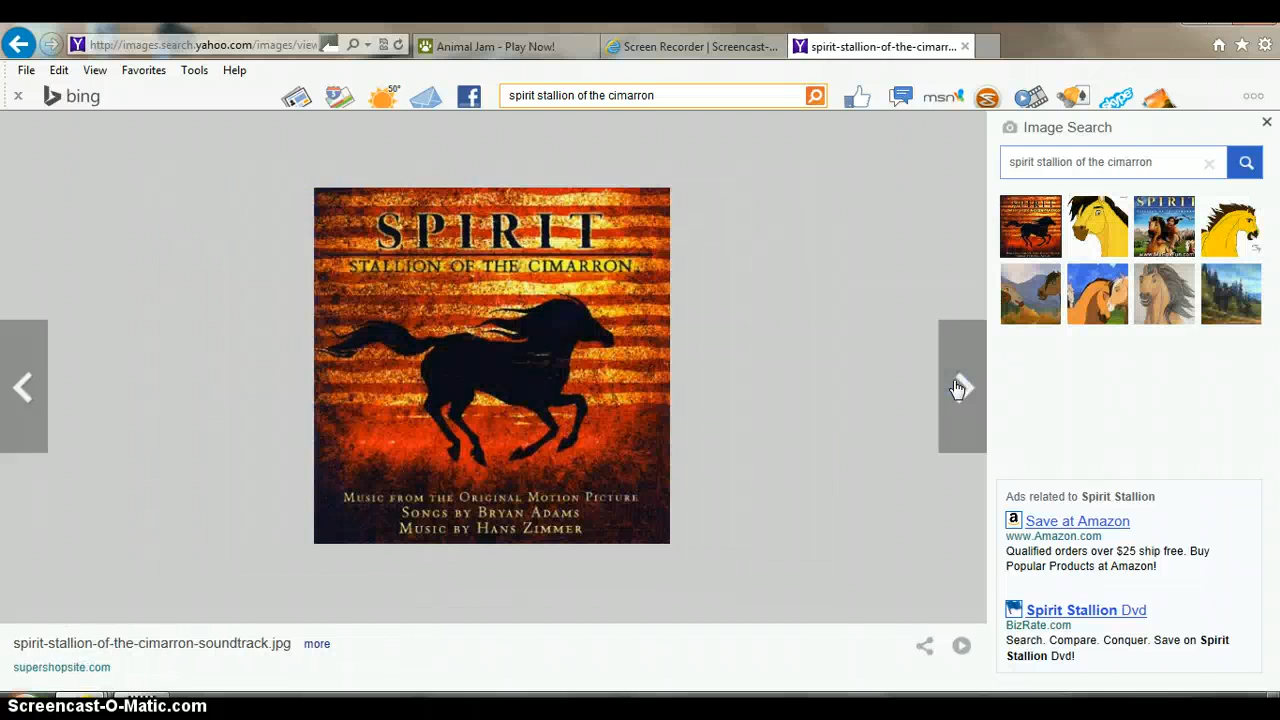 http://images.search.yahoo.com/images/view
Animal Jam - Play Now!
Screen Recorder | Screencast-...
spirit-stallion-of-the-cimarr...
File Edit View Favorites Tools Help
bing
50°
spirit stallion of the cimarron
msn
skype
Image Search
spirit stallion of the cimarron
SPIRIT
STALLION OF THE CIMARRON
MUSIC FROM THE ORIGINAL MOTION PICTURE
SONGS BY BRYAN ADAMS
MUSIC BY HANS ZIMMER
SPIRIT
Ads related to Spirit Stallion
Save at Amazon
www.Amazon.com
Qualified orders over $25 ship free. Buy
Popular Products at Amazon!
Spirit Stallion Dvd
BizRate.com
Search. Compare. Conquer. Save on Spirit
Stallion Dvd!
spirit-stallion-of-the-cimarron-soundtrack.jpg more
supershopsite.com
Screencast-O-Matic.com